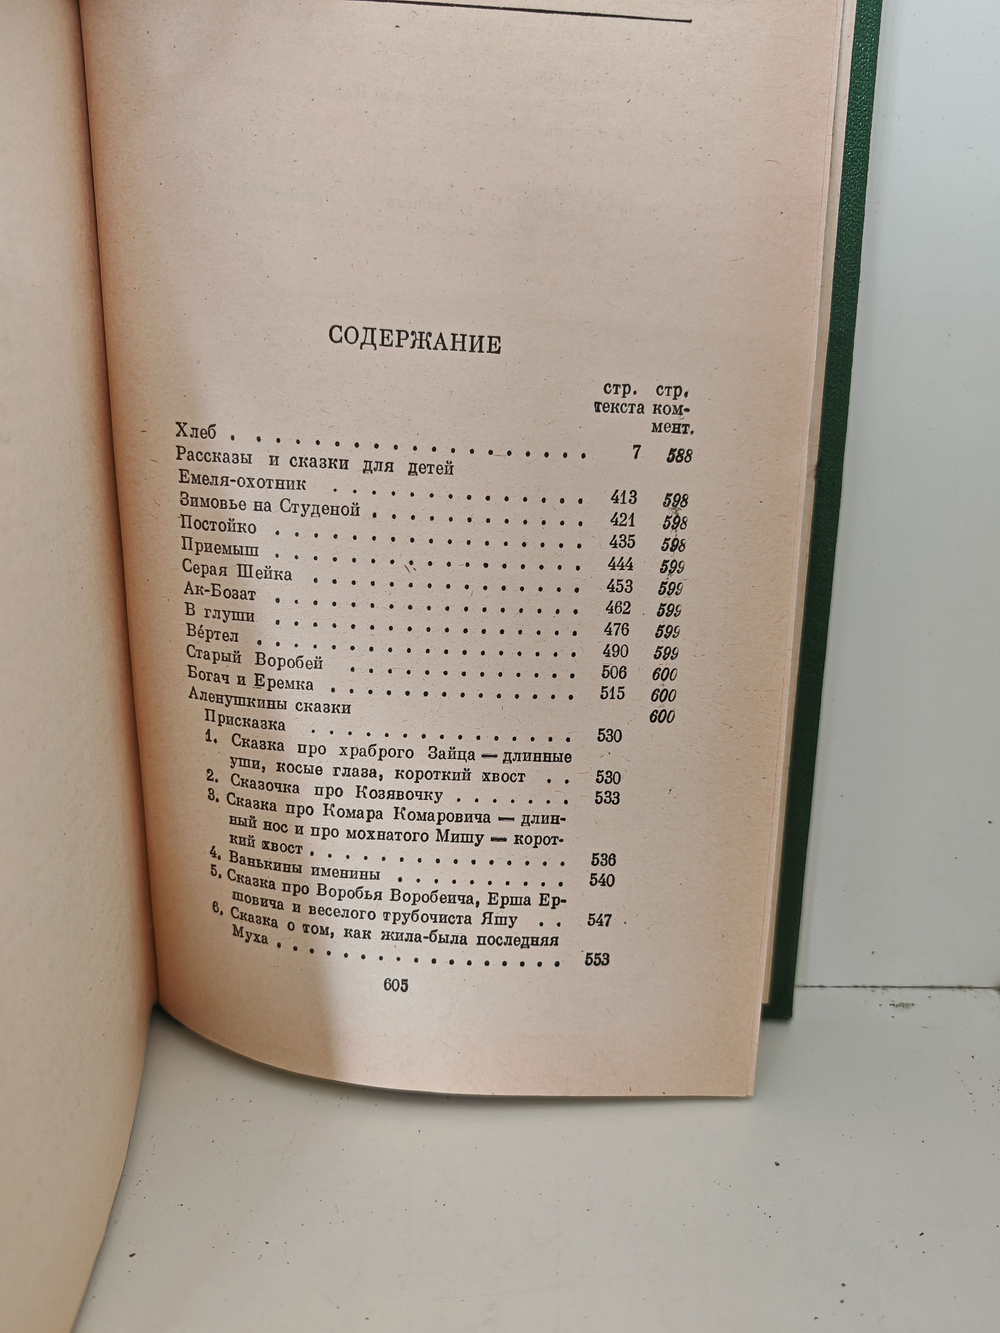 СОДЕРЖАНИЕ
стр. стр.
текста ком-
мент.
Хлеб . . . . . . . . . . . . . . . . . . 7 588
Рассказы и сказки для детей
Емеля-охотник . . . . . . . . . . . . . 413 598
Зимовье на Студеной . . . . . . . . . . . 421 598
Постойко . . . . . . . . . . . . . . . . 435 598
Приемыш . . . . . . . . . . . . . . . . 444 599
Серая Шейка . . . . . . . . . . . . . . 453 599
Ак-Бозат . . . . . . . . . . . . . . . . 462 599
В глуши . . . . . . . . . . . . . . . . 476 599
Ве́ртел . . . . . . . . . . . . . . . . . 490 599
Старый Воробей . . . . . . . . . . . . 506 600
Богач и Еремка . . . . . . . . . . . . . 515 600
Аленушкины сказки 600
Присказка . . . . . . . . . . . . . . 530
1. Сказка про храброго Зайца — длинные
уши, косые глаза, короткий хвост . . 530
2. Сказочка про Козявочку . . . . . . . 533
3. Сказка про Комара Комаровича — длин-
ный нос и про мохнатого Мишу — корот-
кий хвост . . . . . . . . . . . . . . 536
4. Ванькины именины . . . . . . . . . . 540
5. Сказка про Воробья Воробеича, Ерша Ер-
шовича и веселого трубочиста Яшу . . 547
6. Сказка о том, как жила-была последняя
Муха . . . . . . . . . . . . . . . . 553
605